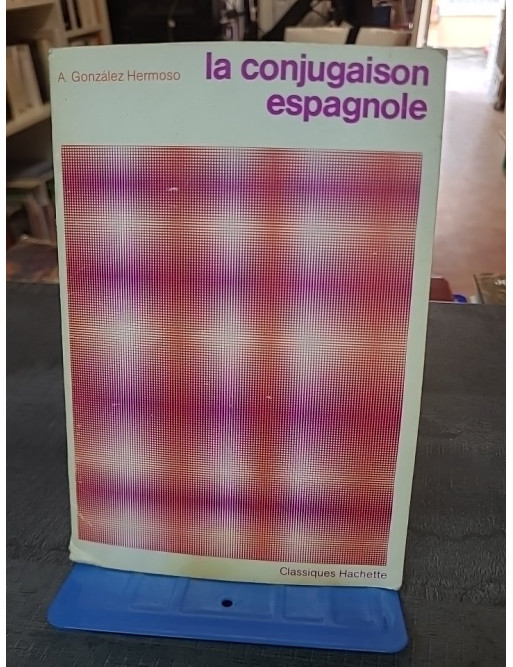 A. González Hermoso
la conjugaison
espagnole
Classiques Hachette